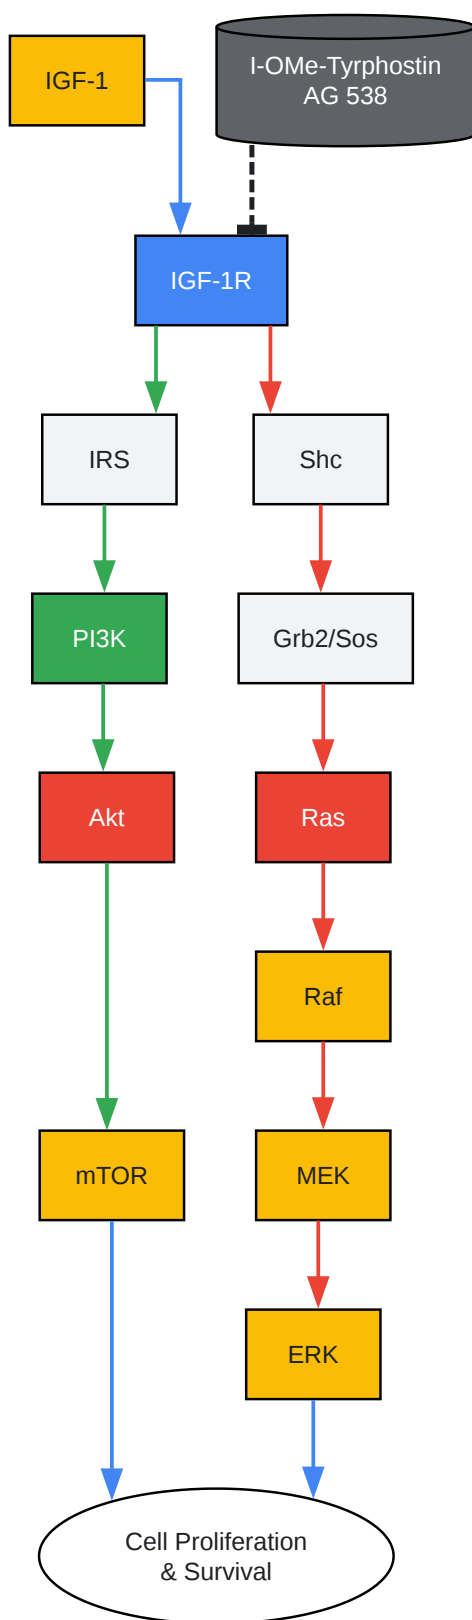 IGF-1
I-OMe-Tyrphostin
AG 538
IGF-1R
IRS
Shc
PI3K
Grb2/Sos
Akt
Ras
Raf
mTOR
MEK
ERK
Cell Proliferation
& Survival